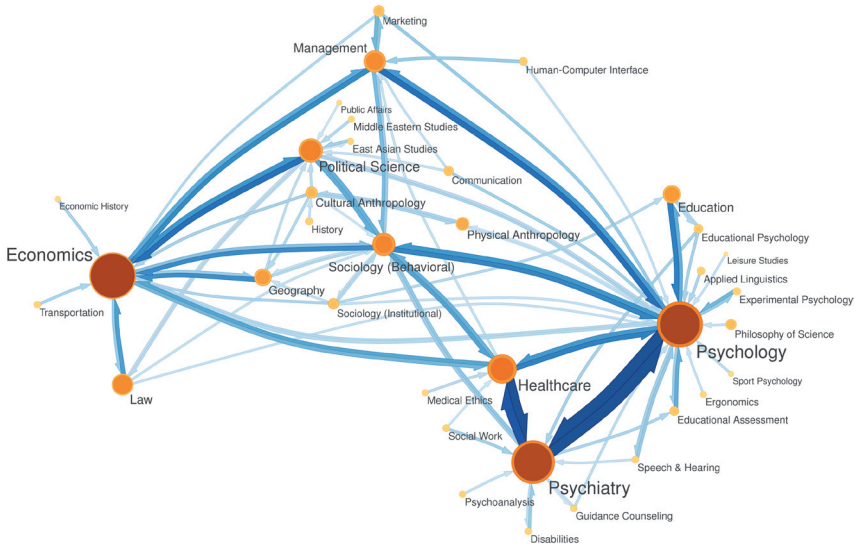 Marketing
Management
Human-Computer Interface
Public Affairs
Middle Eastern Studies
East Asian Studies
Political Science
Communication
Cultural Anthropology
Economic History
Education
History
Physical Anthropology
Educational Psychology
Economics
Sociology (Behavioral)
Leisure Studies
Applied Linguistics
Geography
Experimental Psychology
Transportation
Sociology (Institutional)
Philosophy of Science
Psychology
Sport Psychology
Healthcare
Law
Medical Ethics
Ergonomics
Educational Assessment
Social Work
Speech & Hearing
Psychiatry
Psychoanalysis
Guidance Counseling
Disabilities